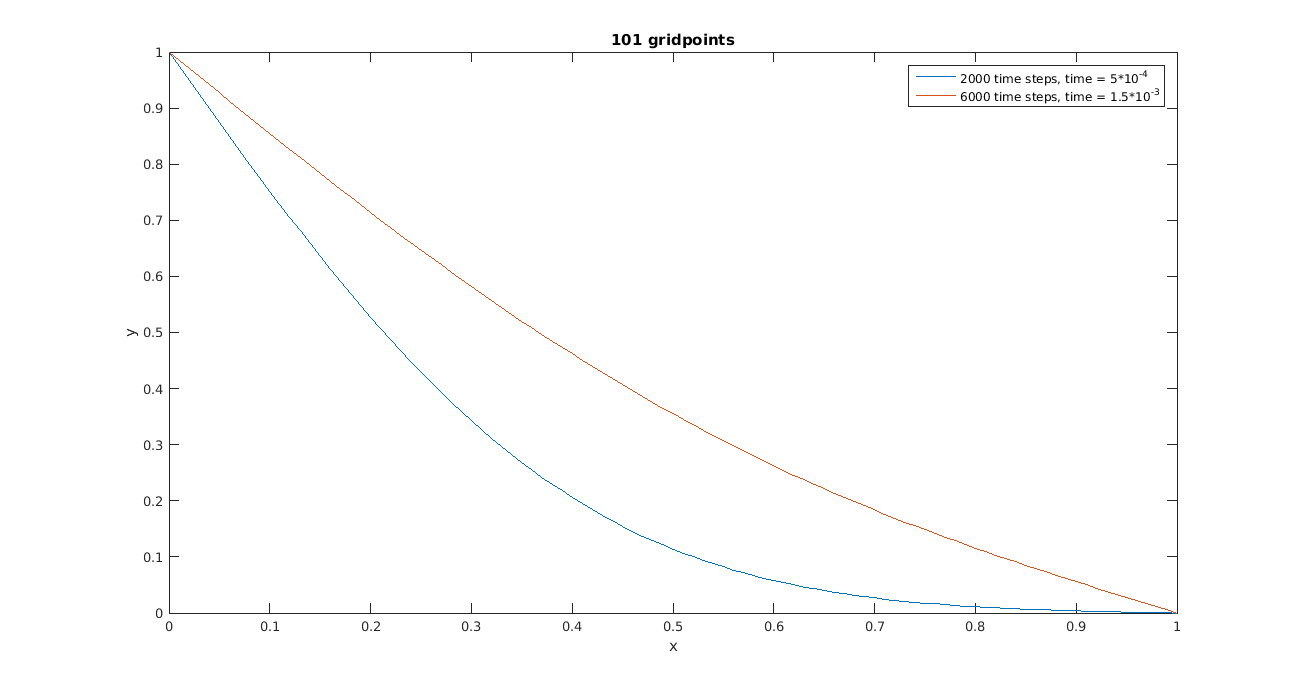 101 gridpoints
2000 time steps, time = 5*10^-4
6000 time steps, time = 1.5*10^-3
1
0.9
0.8
0.7
0.6
0.5
0.4
0.3
0.2
0.1
0
y
0 0.1 0.2 0.3 0.4 0.5 0.6 0.7 0.8 0.9 1
x